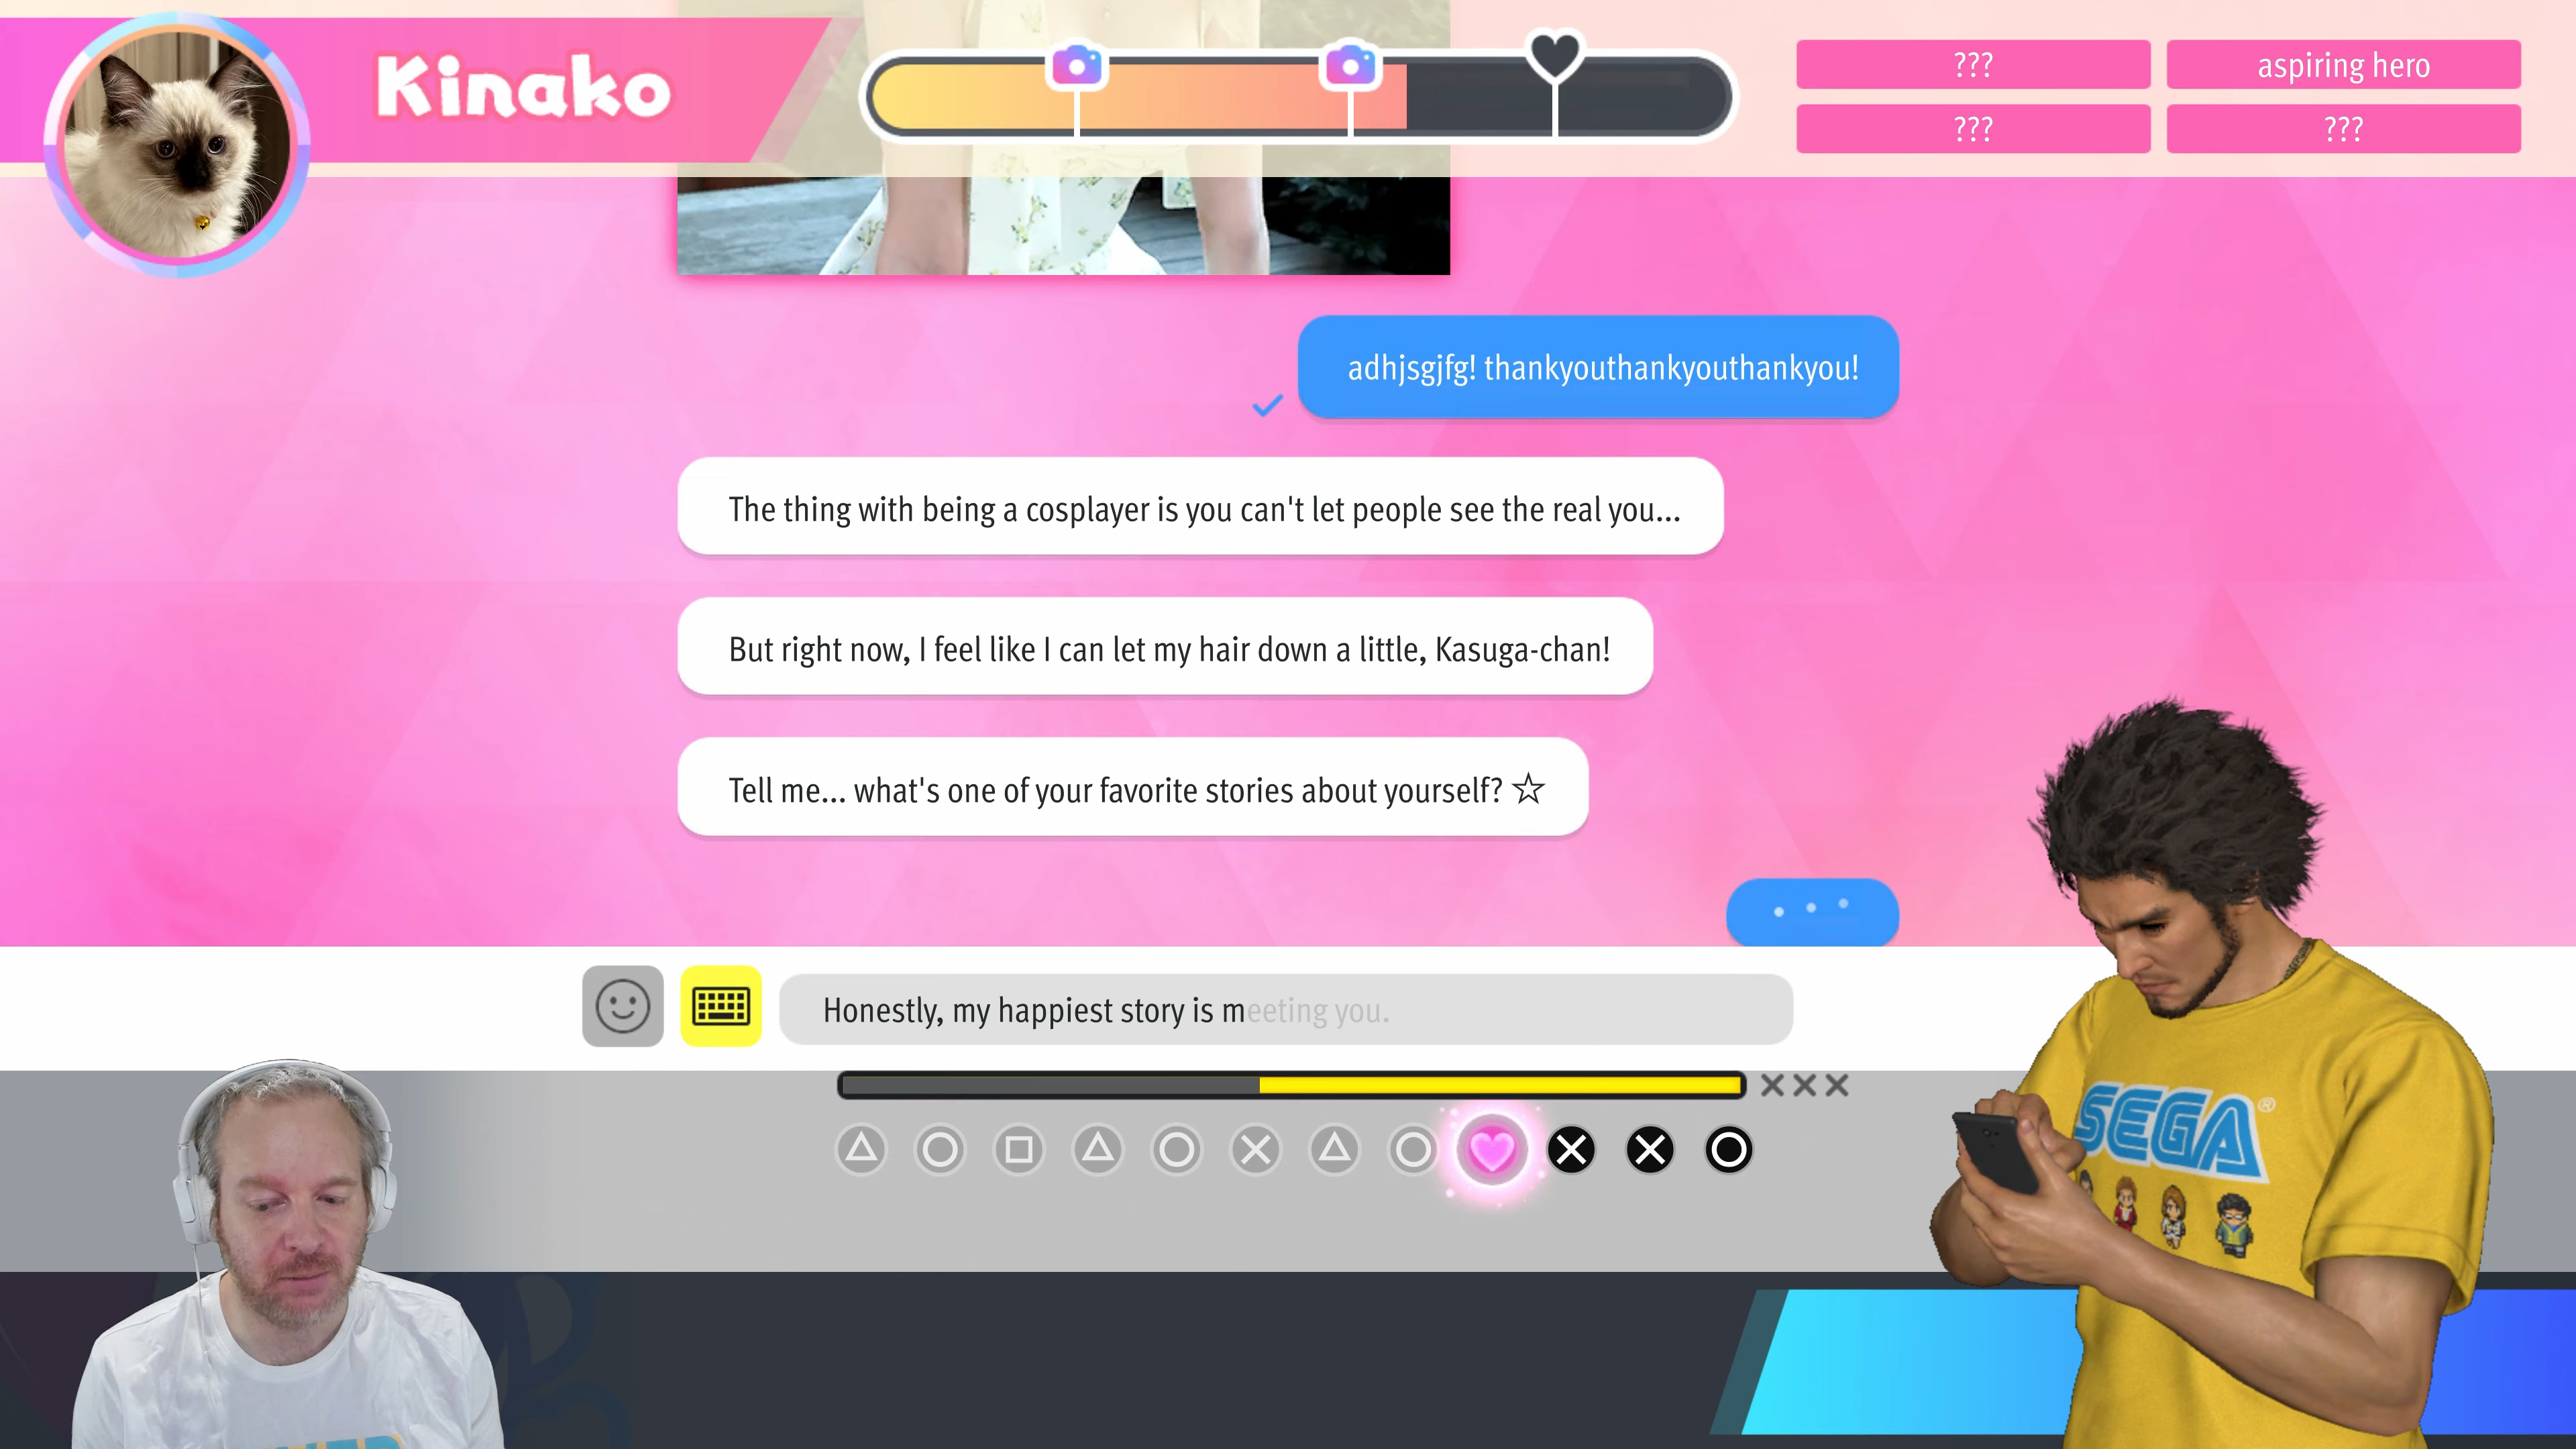 Kinako
???
aspiring hero
???
???
adhjsgjfg! thankyouthankyouthankyou!
The thing with being a cosplayer is you can't let people see the real you...
But right now, I feel like I can let my hair down a little, Kasuga-chan!
Tell me... what's one of your favorite stories about yourself? ☆
Honestly, my happiest story is meeting you.
SEGA®